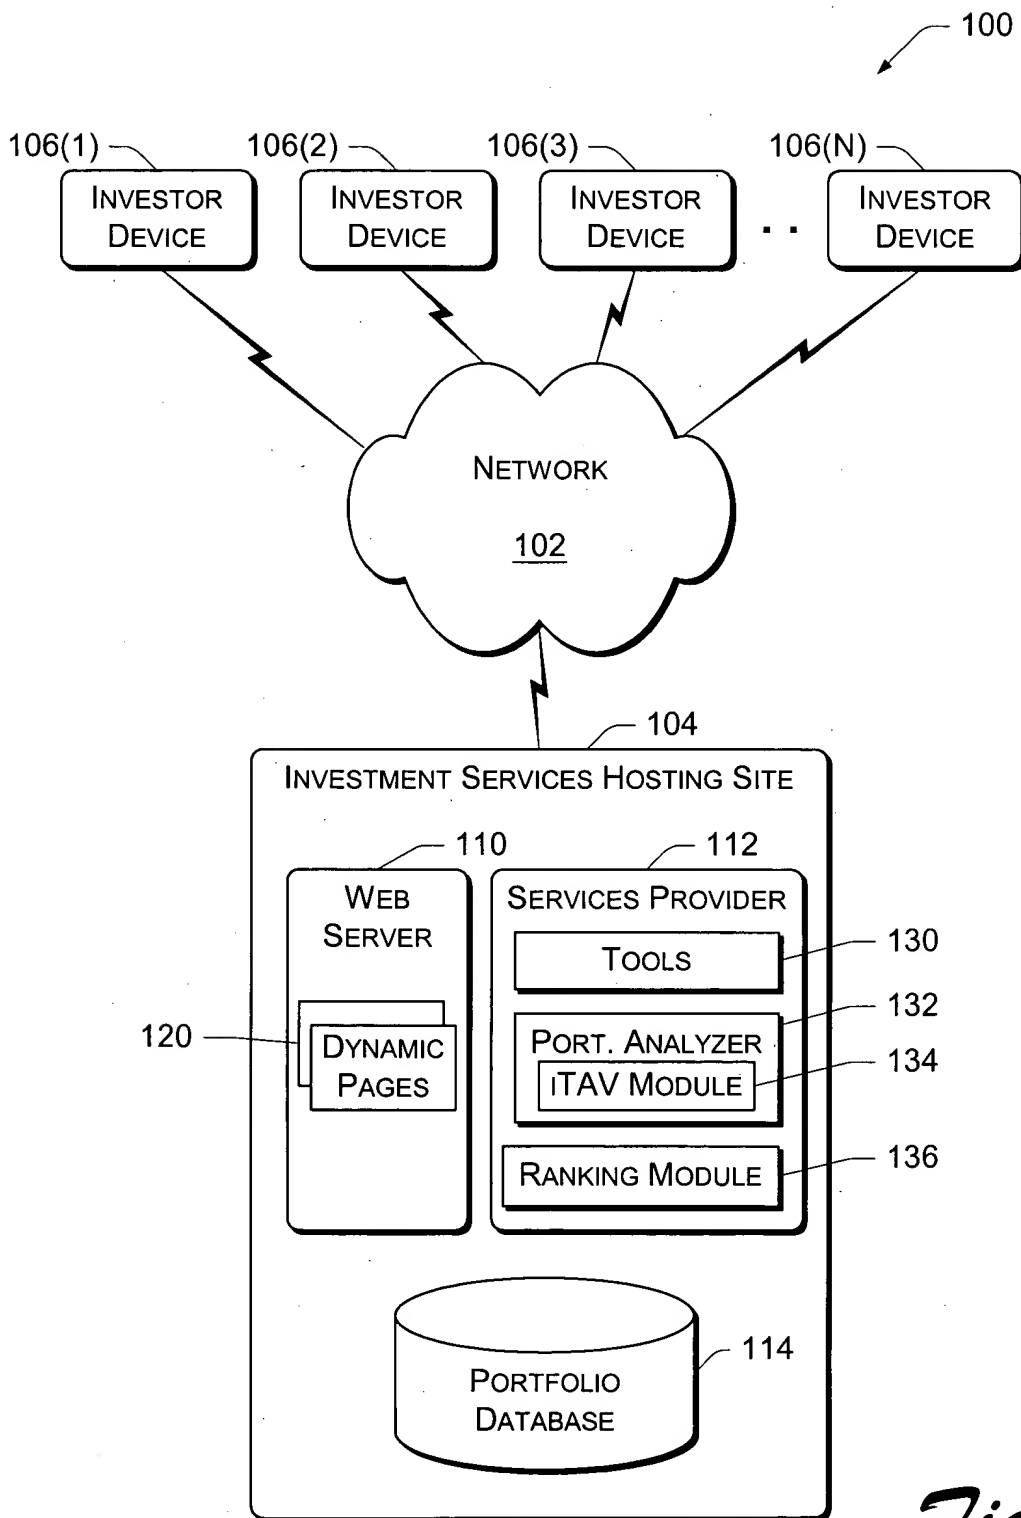 100
106(1)
106(2)
106(3)
106(N)
INVESTOR
DEVICE
INVESTOR
DEVICE
INVESTOR
DEVICE
. .
INVESTOR
DEVICE
NETWORK
102
104
INVESTMENT SERVICES HOSTING SITE
110
112
WEB
SERVER
SERVICES PROVIDER
TOOLS
130
132
PORT. ANALYZER
134
iTAV MODULE
120
DYNAMIC
PAGES
RANKING MODULE
136
114
PORTFOLIO
DATABASE